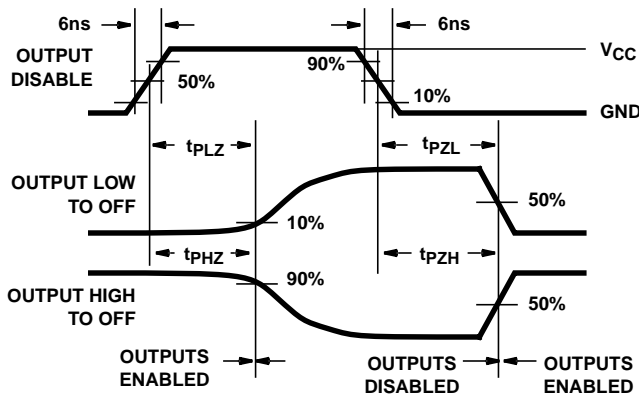 6ns
6ns
OUTPUT
DISABLE
50%
90%
10%
VCC
GND
tPLZ
tPZL
OUTPUT LOW
TO OFF
10%
50%
tPHZ
tPZH
OUTPUT HIGH
TO OFF
90%
50%
OUTPUTS
ENABLED
OUTPUTS
DISABLED
OUTPUTS
ENABLED